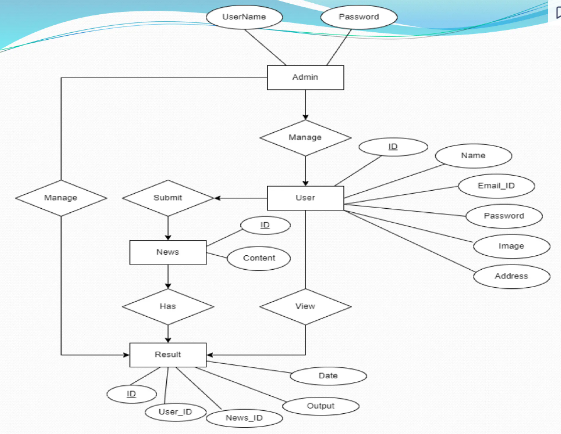 UserName
Password
Admin
Manage
ID
Name
Email_ID
Manage
Submit
User
Password
ID
News
Content
Image
Address
Has
View
Result
Date
ID
User_ID
News_ID
Output